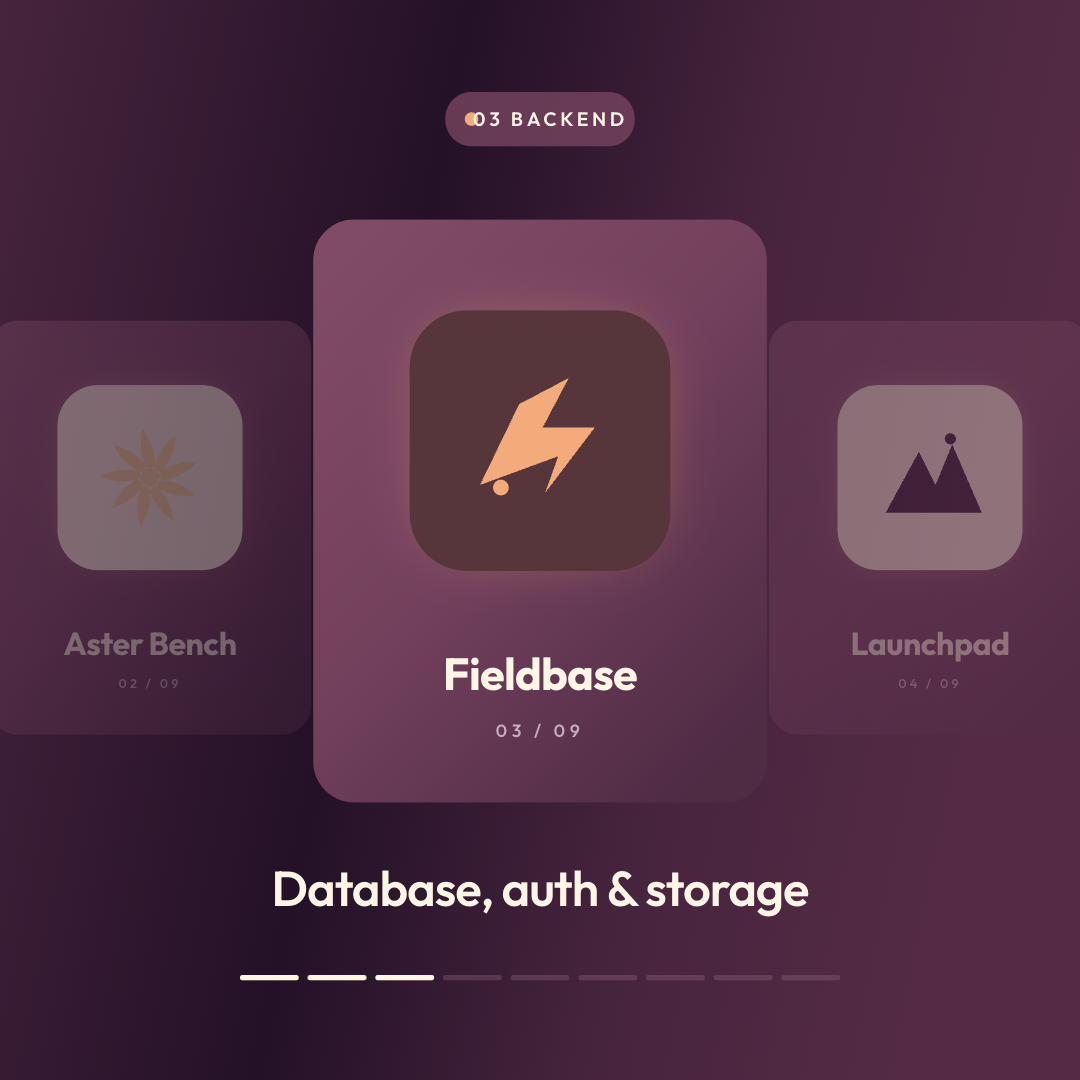 03 BACKEND
Aster Bench
02 / 09
Fieldbase
03 / 09
Launchpad
04 / 09
Database, auth & storage